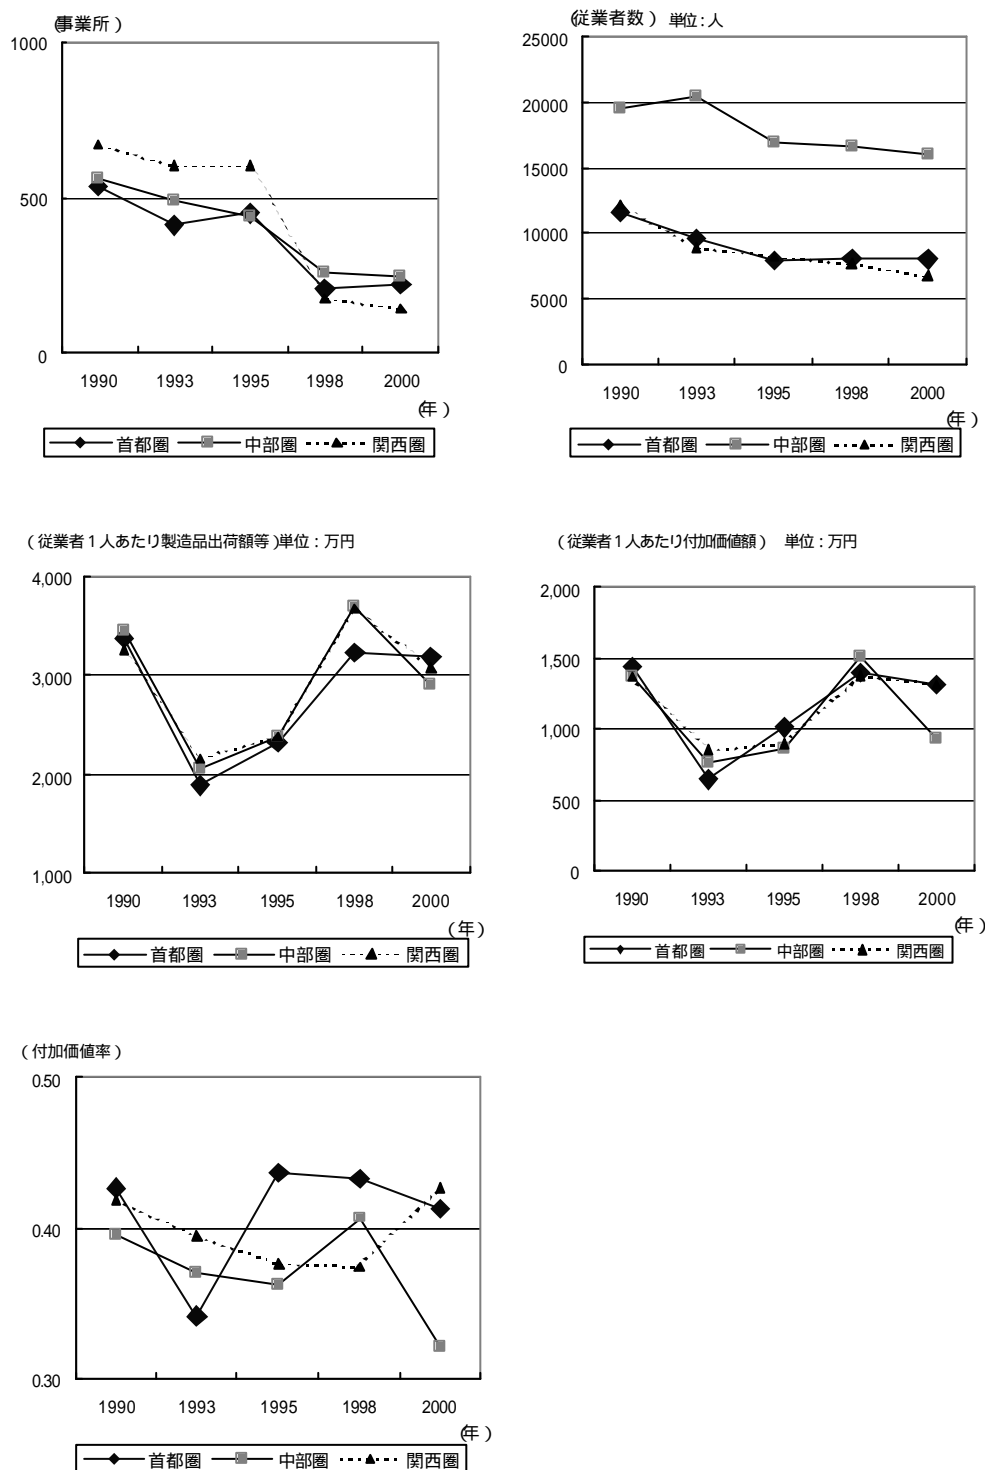 (事業所)
1000
500
0
1990 1993 1995 1998 2000
(年)
首都圏 中部圏 関西圏
(従業者数) 単位:人
25000
20000
15000
10000
5000
0
1990 1993 1995 1998 2000
(年)
首都圏 中部圏 関西圏
(従業者1人あたり製造品出荷額等)単位:万円
4,000
3,000
2,000
1,000
1990 1993 1995 1998 2000
(年)
首都圏 中部圏 関西圏
(従業者1人あたり付加価値額) 単位:万円
2,000
1,500
1,000
500
0
1990 1993 1995 1998 2000
(年)
首都圏 中部圏 関西圏
(付加価値率)
0.50
0.40
0.30
1990 1993 1995 1998 2000
(年)
首都圏 中部圏 関西圏